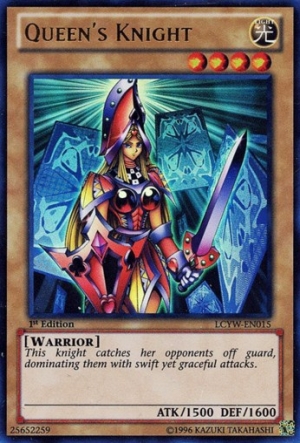 QUEEN'S KNIGHT
LIGHT
光
1st Edition
LCYW-EN015
[WARRIOR]
This knight catches her opponents off guard,
dominating them with swift yet graceful attacks.
ATK/1500 DEF/1600
25652259
©1996 KAZUKI TAKAHASHI